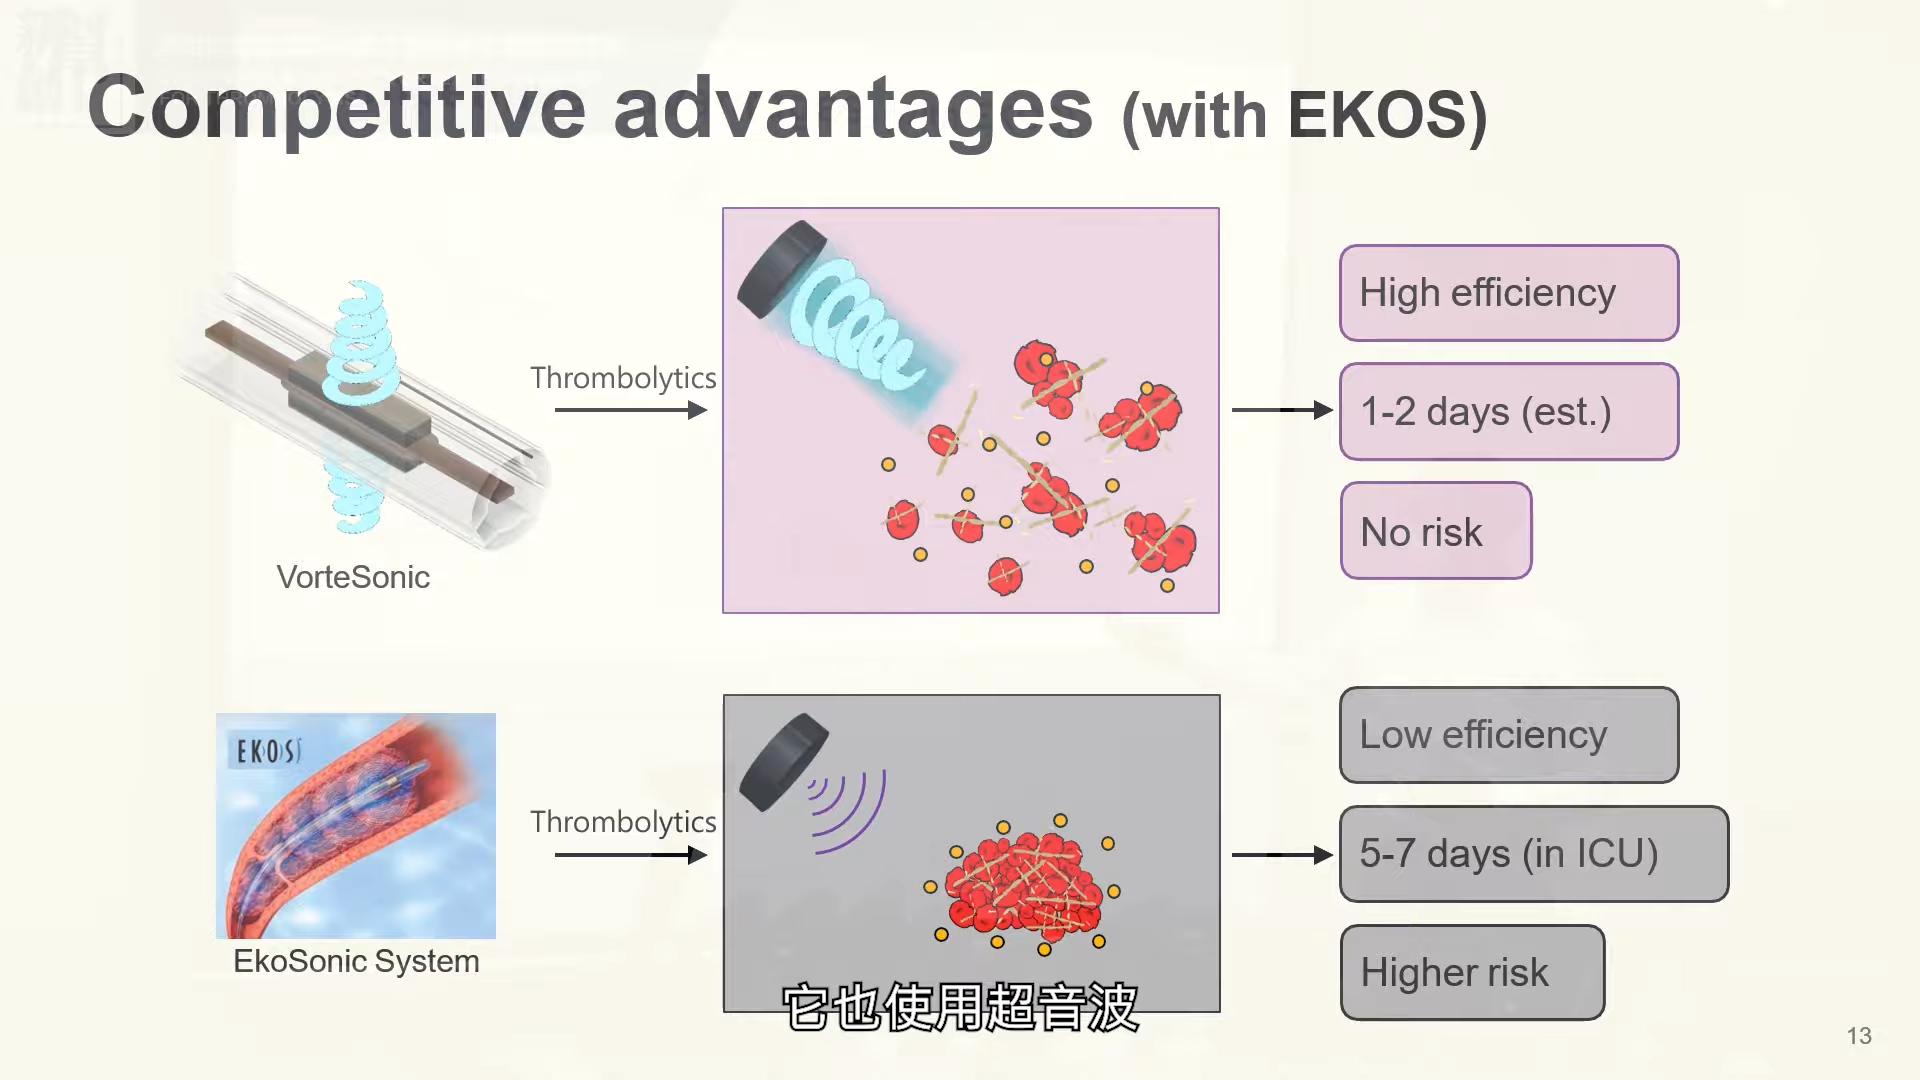 Competitive advantages (with EKOS)
Thrombolytics
VorteSonic
High efficiency
1-2 days (est.)
No risk
EKOS
Thrombolytics
EkoSonic System
Low efficiency
5-7 days (in ICU)
Higher risk
它也使用超音波
13